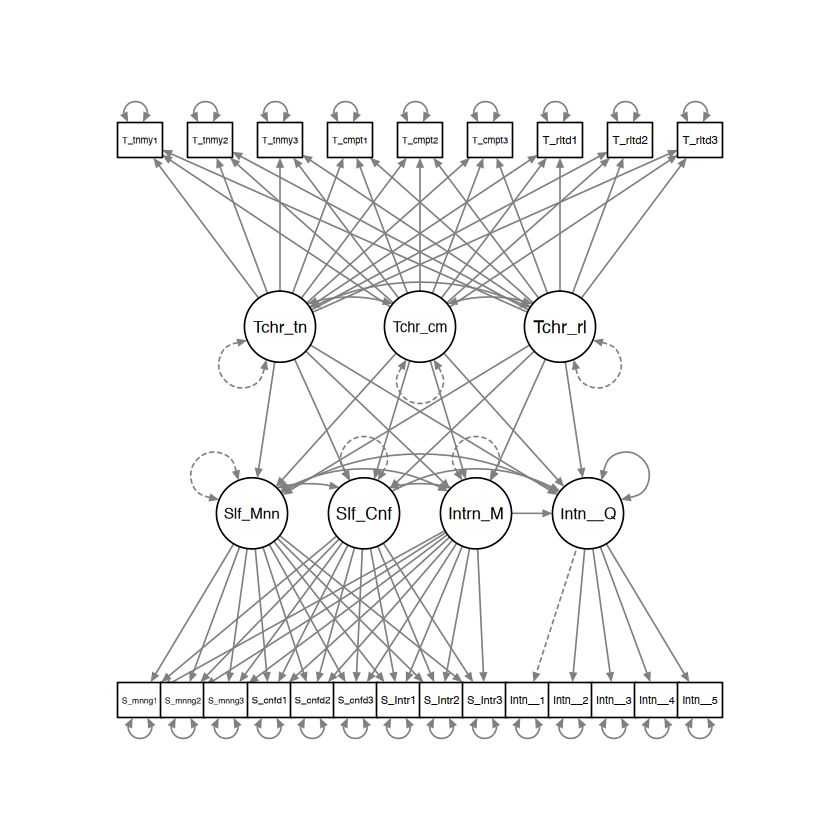 T_tnmy1 T_tnmy2 T_tnmy3 T_cmpt1 T_cmpt2 T_cmpt3 T_rltd1 T_rltd2 T_rltd3
Tchr_tn Tchr_cm Tchr_rl
Slf_Mnn Slf_Cnf Intrn_M Intn__Q
S_mnng1 S_mnng2 S_mnng3 S_cnfd1 S_cnfd2 S_cnfd3 S_Intr1 S_Intr2 S_Intr3 Intn__1 Intn__2 Intn__3 Intn__4 Intn__5